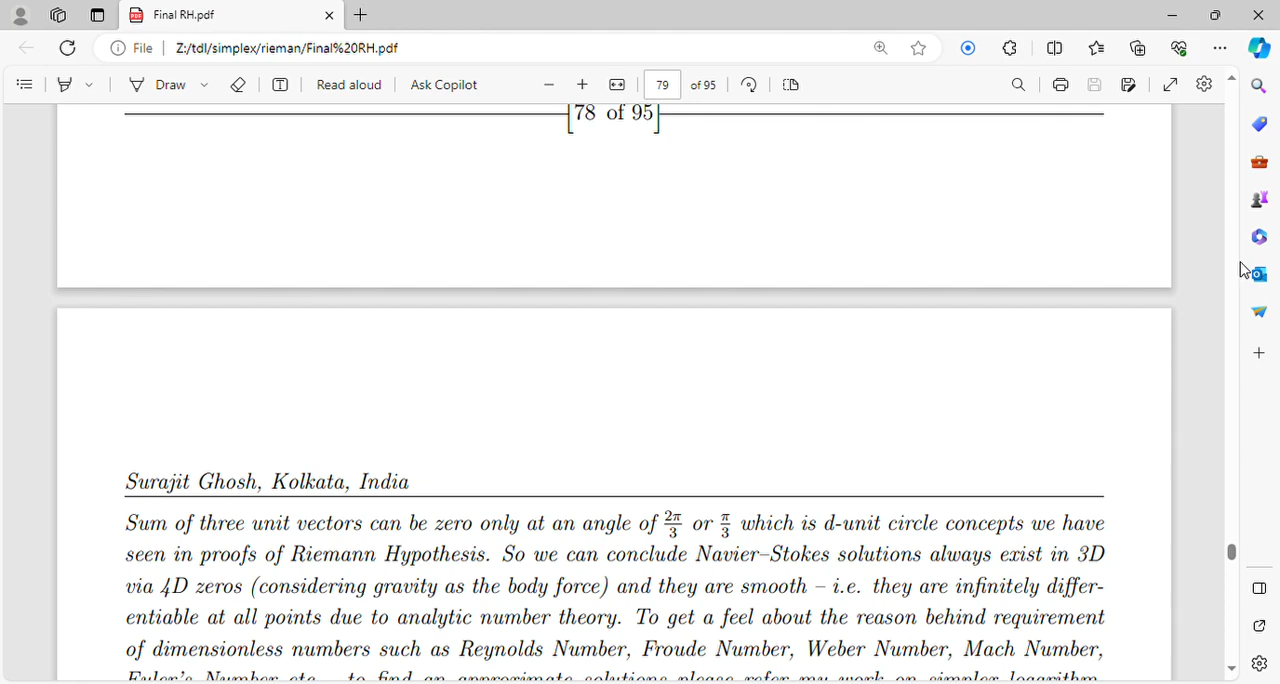 Final RH.pdf
File
Z:/tdl/simplex/rieman/Final%20RH.pdf
Draw
Read aloud
Ask Copilot
79 of 95
[78 of 95]
Surajit Ghosh, Kolkata, India
Sum of three unit vectors can be zero only at an angle of 2π/3 or π/3 which is d-unit circle concepts we have
seen in proofs of Riemann Hypothesis. So we can conclude Navier–Stokes solutions always exist in 3D
via 4D zeros (considering gravity as the body force) and they are smooth – i.e. they are infinitely differ-
entiable at all points due to analytic number theory. To get a feel about the reason behind requirement
of dimensionless numbers such as Reynolds Number, Froude Number, Weber Number, Mach Number,
Euler's Number etc. to find an approximate solutions please refer my work on simplex logarithm